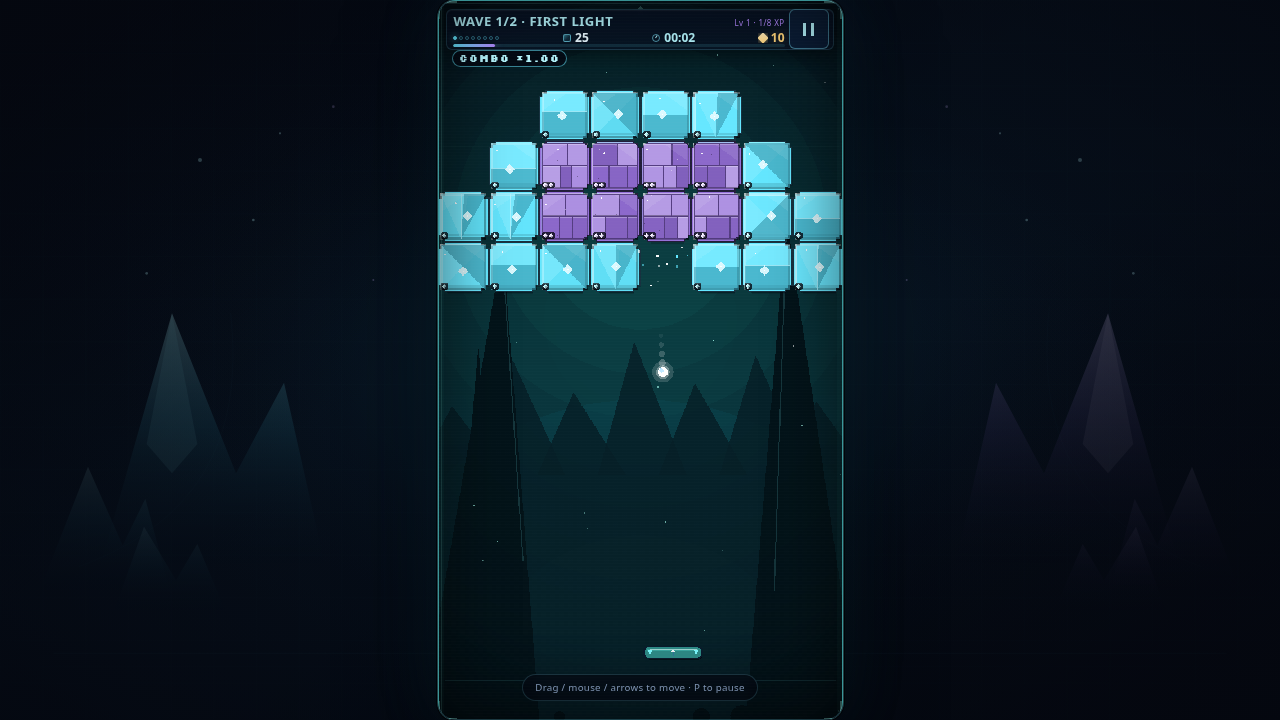 WAVE 1/2 · FIRST LIGHT
Lv 1 · 1/8 XP
25
00:02
10
COMBO ×1.00
Drag / mouse / arrows to move · P to pause